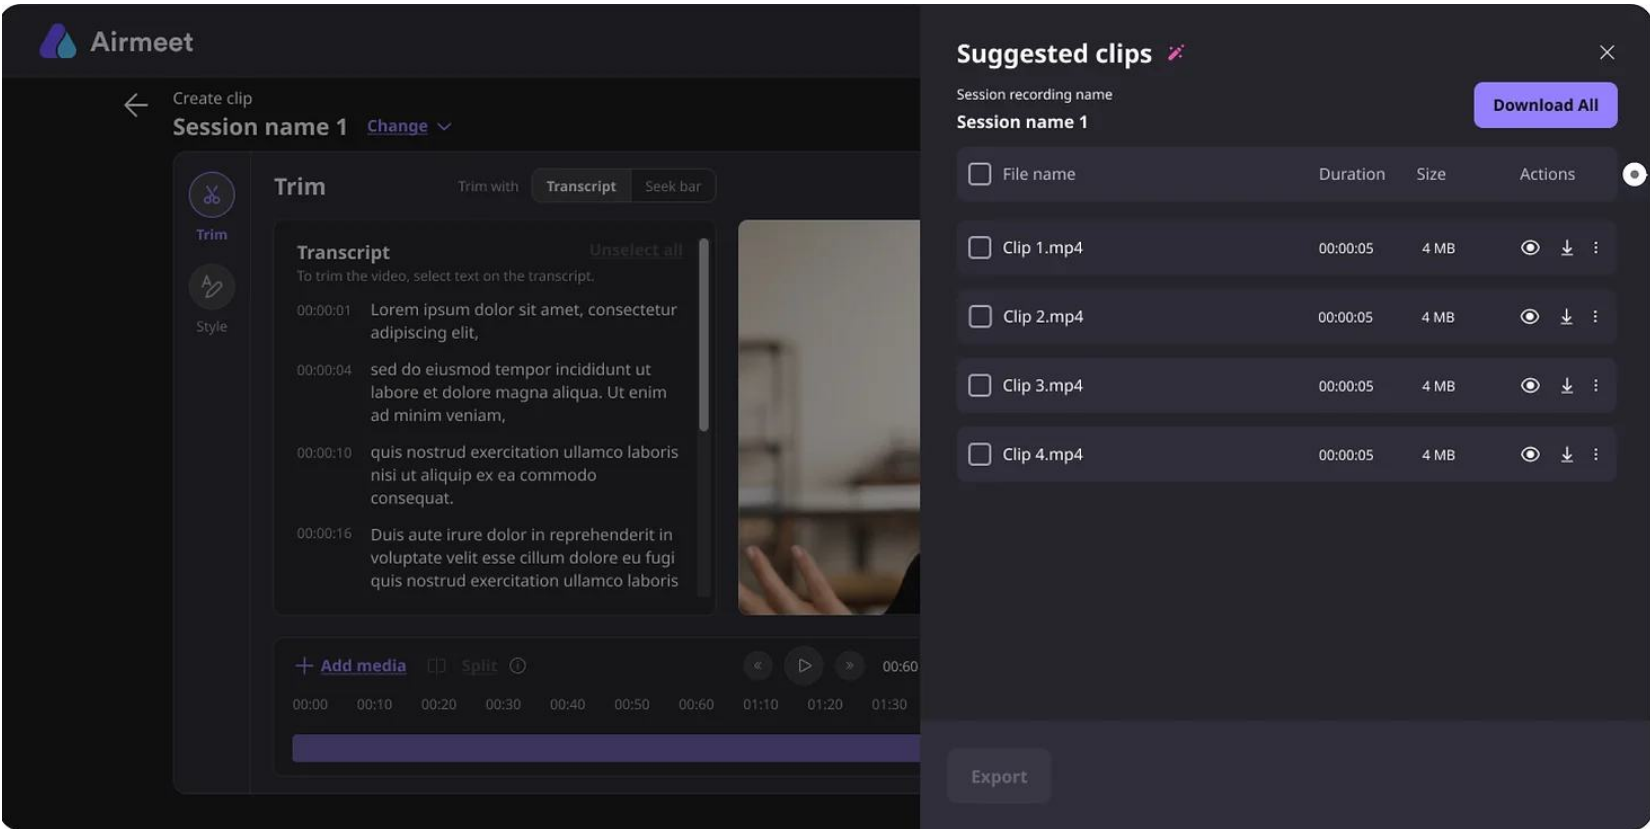 Airmeet
Create clip
Session name 1 Change
Trim
Style
Trim
Trim with Transcript Seek bar
Transcript Unselect all
To trim the video, select text on the transcript.
00:00:01 Lorem ipsum dolor sit amet, consectetur
adipiscing elit,
00:00:04 sed do eiusmod tempor incididunt ut
labore et dolore magna aliqua. Ut enim
ad minim veniam,
00:00:10 quis nostrud exercitation ullamco laboris
nisi ut aliquip ex ea commodo
consequat.
00:00:16 Duis aute irure dolor in reprehenderit in
voluptate velit esse cillum dolore eu fugi
quis nostrud exercitation ullamco laboris
Add media Split 00:60
00:00 00:10 00:20 00:30 00:40 00:50 00:60 01:10 01:20 01:30
Suggested clips
Session recording name
Session name 1
Download All
File name Duration Size Actions
Clip 1.mp4 00:00:05 4 MB
Clip 2.mp4 00:00:05 4 MB
Clip 3.mp4 00:00:05 4 MB
Clip 4.mp4 00:00:05 4 MB
Export